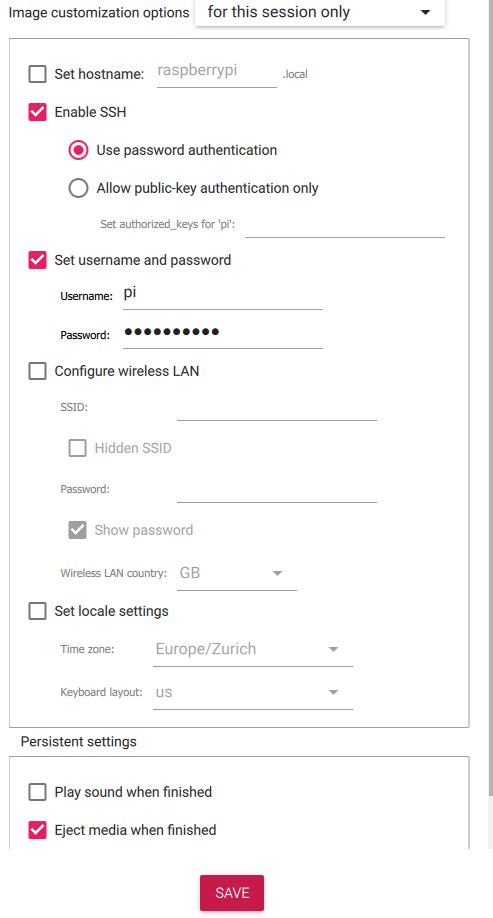 Image customization options for this session only
Set hostname: raspberrypi .local
Enable SSH
Use password authentication
Allow public-key authentication only
Set authorized_keys for 'pi':
Set username and password
Username: pi
Password: ●●●●●●●●●●
Configure wireless LAN
SSID:
Hidden SSID
Password:
Show password
Wireless LAN country: GB
Set locale settings
Time zone: Europe/Zurich
Keyboard layout: us
Persistent settings
Play sound when finished
Eject media when finished
SAVE